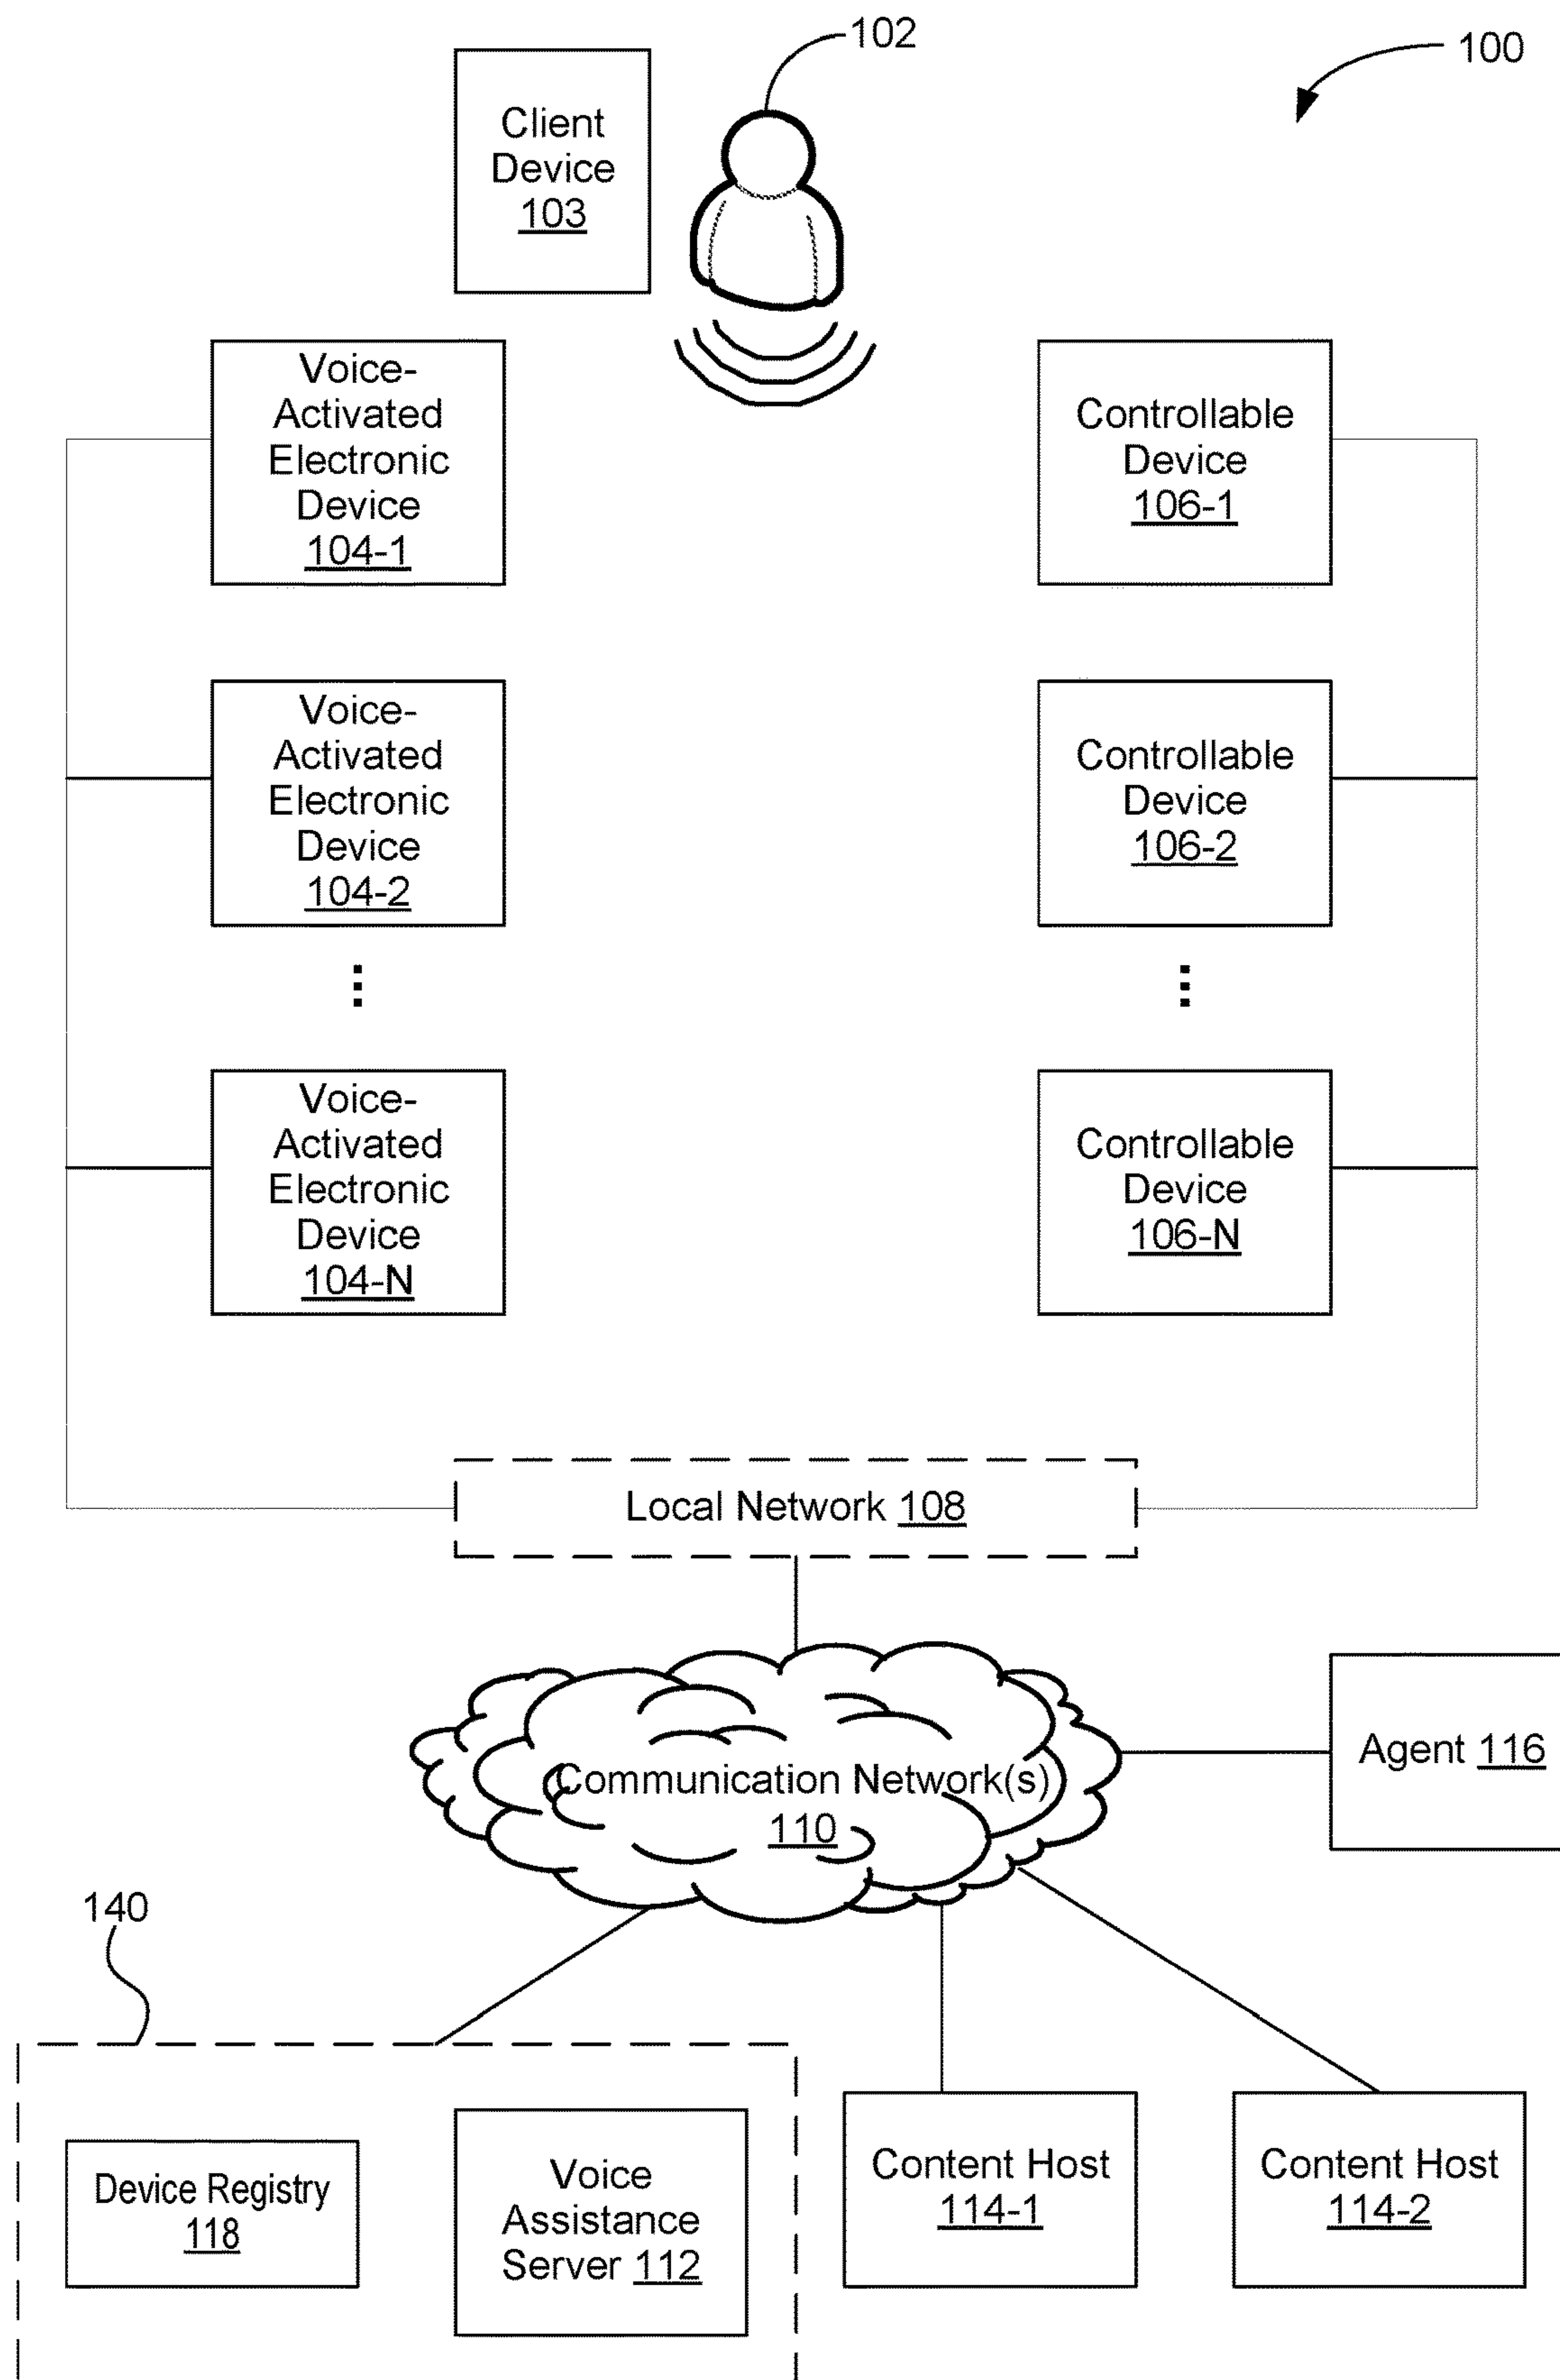 102
100
Client
Device
103
Voice-
Activated
Electronic
Device
104-1
Controllable
Device
106-1
Voice-
Activated
Electronic
Device
104-2
Controllable
Device
106-2
Voice-
Activated
Electronic
Device
104-N
Controllable
Device
106-N
Local Network 108
Communication Network(s)
110
Agent 116
140
Device Registry
118
Voice
Assistance
Server 112
Content Host
114-1
Content Host
114-2